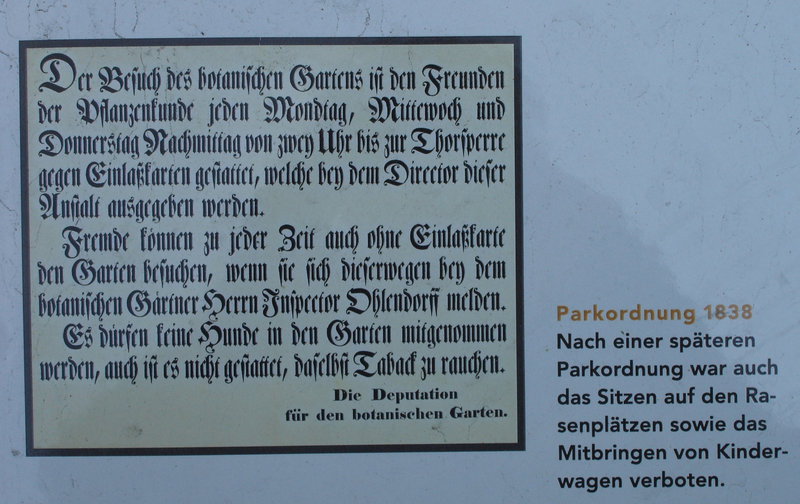 Der Besuch des botanischen Gartens ist den Freunden
der Pflanzenkunde jeden Mondtag, Mittewoch und
Donnerstag Nachmittag von zwey Uhr bis zur Thorsperre
gegen Einlaßkarten gestattet, welche bey dem Director dieser
Anstalt ausgegeben werden.
Fremde können zu jeder Zeit auch ohne Einlaßkarte
den Garten besuchen, wenn sie sich dieserwegen bey dem
botanischen Gärtner Herrn Inspector Ohlendorff melden.
Es dürfen keine Hunde in den Garten mitgenommen
werden, auch ist es nicht gestattet, daselbst Taback zu rauchen.
Die Deputation
für den botanischen Garten.
Parkordnung 1838
Nach einer späteren
Parkordnung war auch
das Sitzen auf den Ra-
senplätzen sowie das
Mitbringen von Kinder-
wagen verboten.